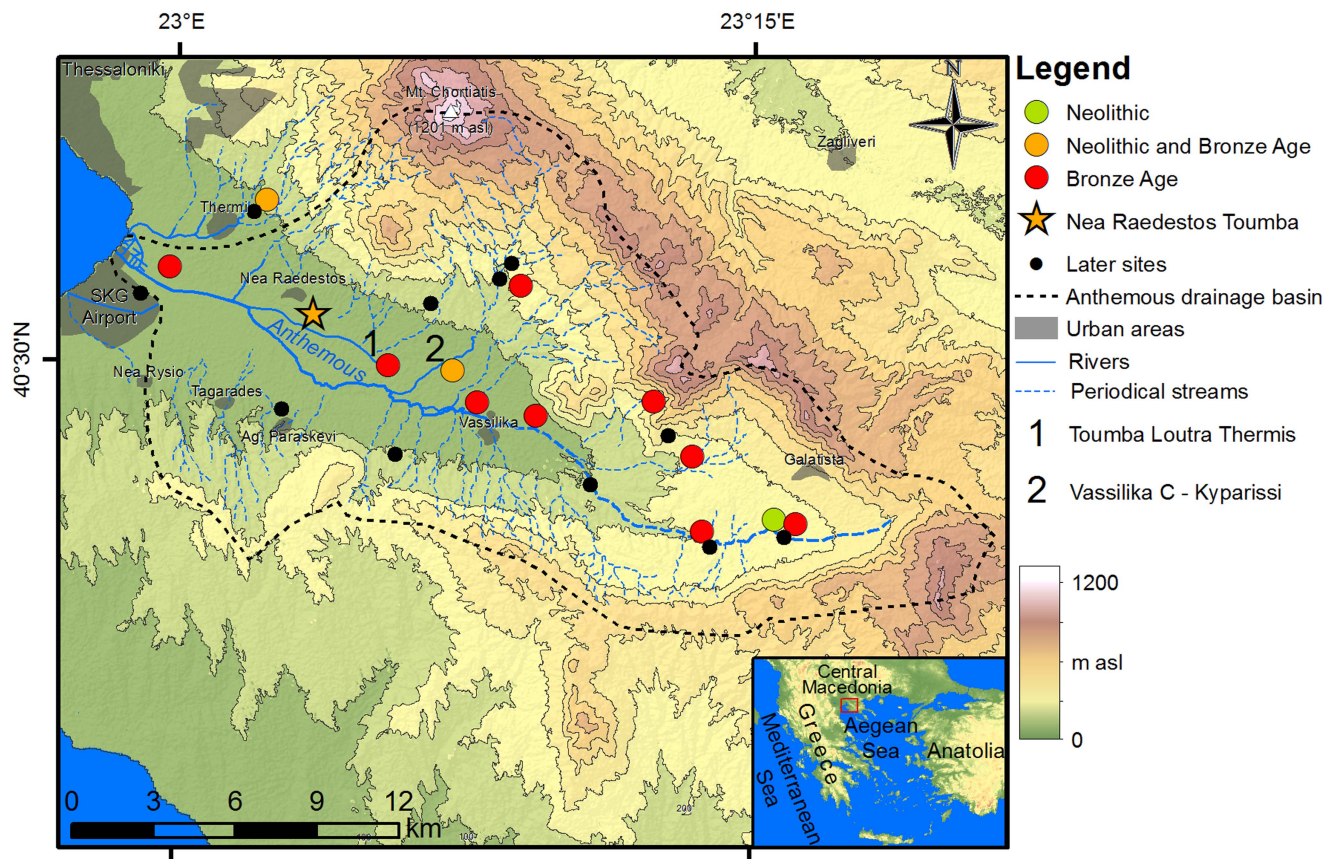 23°E
23°15'E
Thessaloniki
Mt. Chortiatis
(1201 m asl)
N
Zagliveri
Thermi
Nea Raedestos
SKG
Airport
40°30'N
Anthemous
1
2
Nea Rysio
Tagarades
Ag. Paraskevi
Vassilika
Galatista
200
100
0
3
6
9
12
km
Central
Macedonia
Greece
Aegean
Sea
Anatolia
Mediterranean
Sea
Legend
Neolithic
Neolithic and Bronze Age
Bronze Age
Nea Raedestos Toumba
Later sites
Anthemous drainage basin
Urban areas
Rivers
Periodical streams
1 Toumba Loutra Thermis
2 Vassilika C - Kyparissi
1200
m asl
0